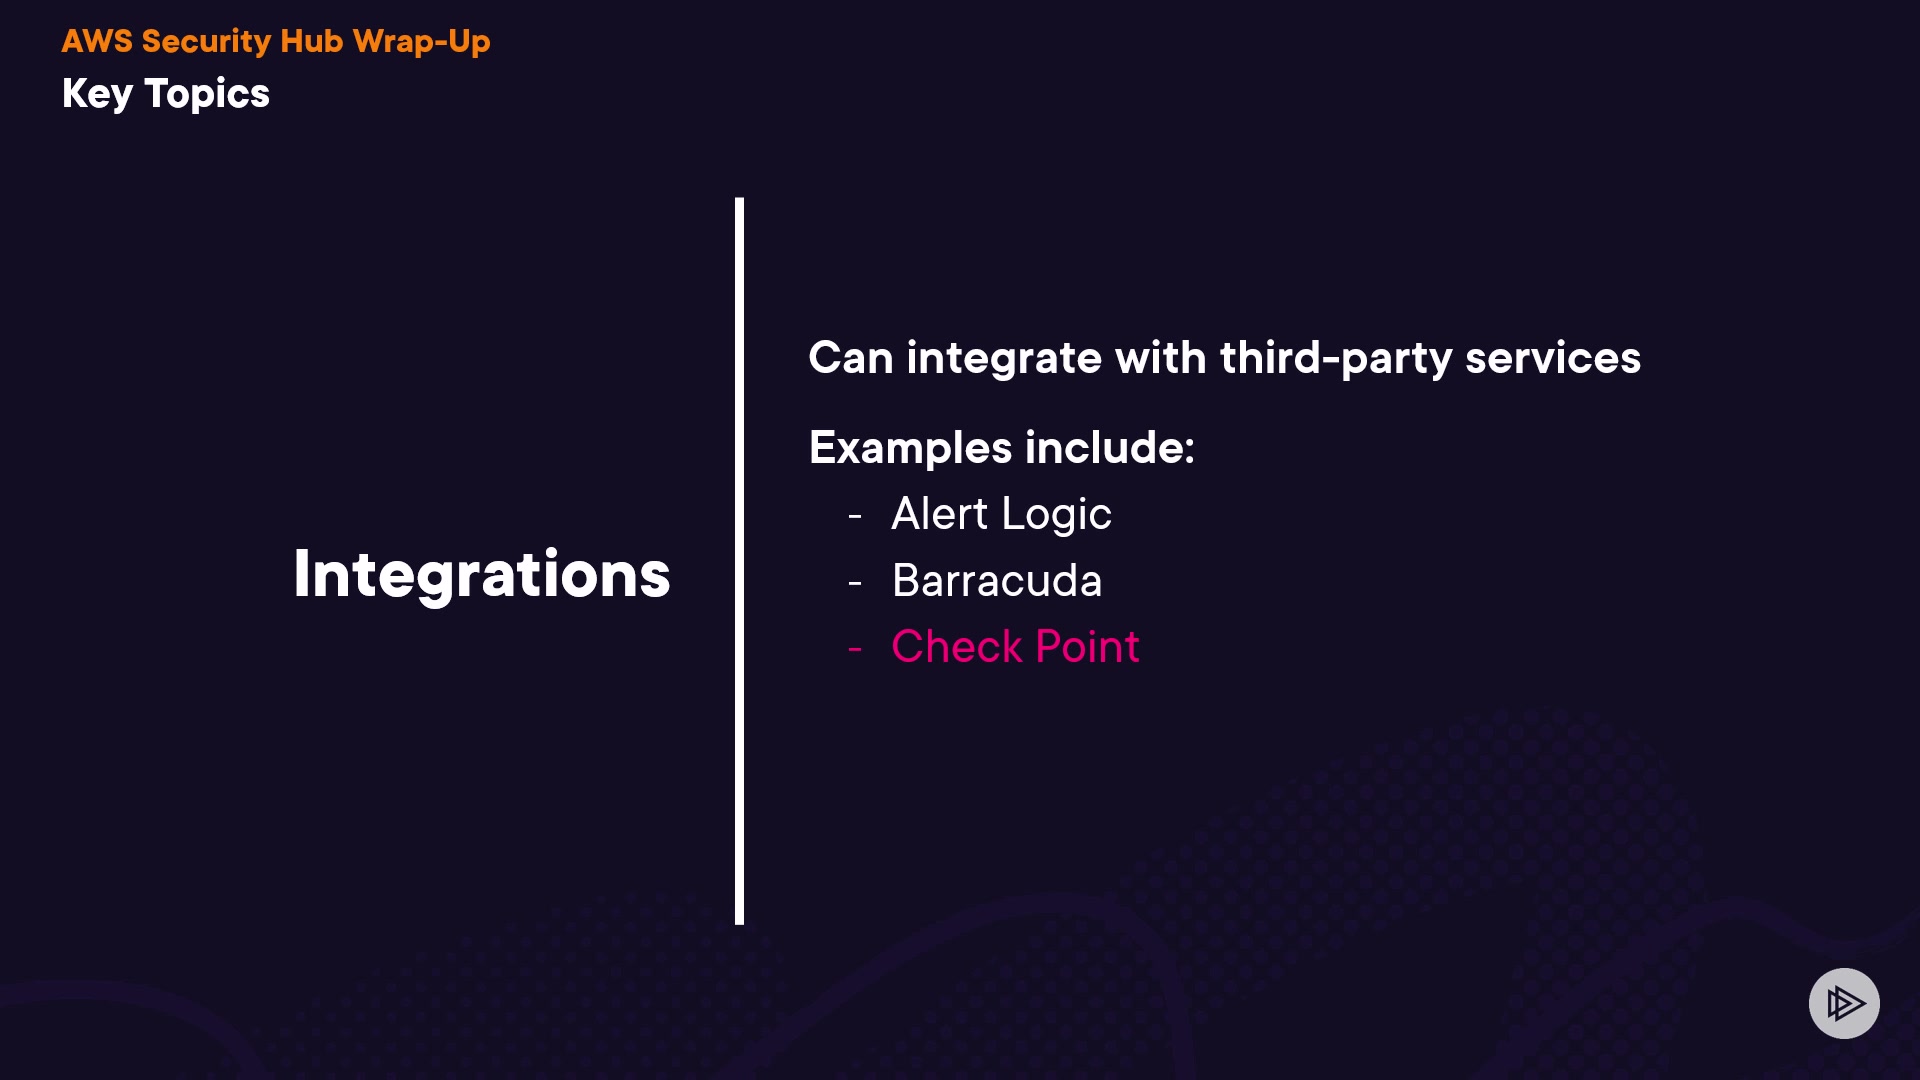 AWS Security Hub Wrap-Up
Key Topics
Integrations
Can integrate with third-party services
Examples include:
- Alert Logic
- Barracuda
- Check Point